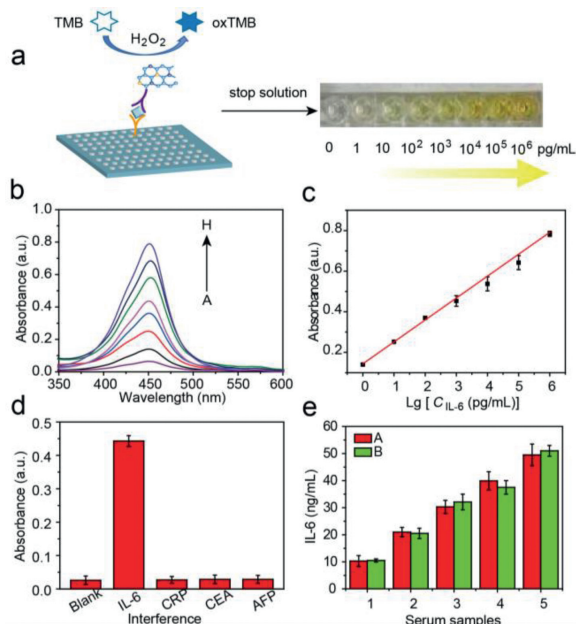 TMB
oxTMB
H₂O₂
a
stop solution
0 1 10 10² 10³ 10⁴ 10⁵ 10⁶ pg/mL
b
1.0
0.8
0.6
0.4
0.2
0.0
Absorbance (a.u.)
H
A
350 400 450 500 550 600
Wavelength (nm)
c
0.8
0.6
0.4
0.2
Absorbance (a.u.)
0 1 2 3 4 5 6
Lg [ C IL-6 (pg/mL)]
d
0.5
0.4
0.3
0.2
0.1
0.0
Absorbance (a.u.)
Blank IL-6 CRP CEA AFP
Interference
e
60
50
40
30
20
10
0
IL-6 (ng/mL)
A
B
1 2 3 4 5
Serum samples